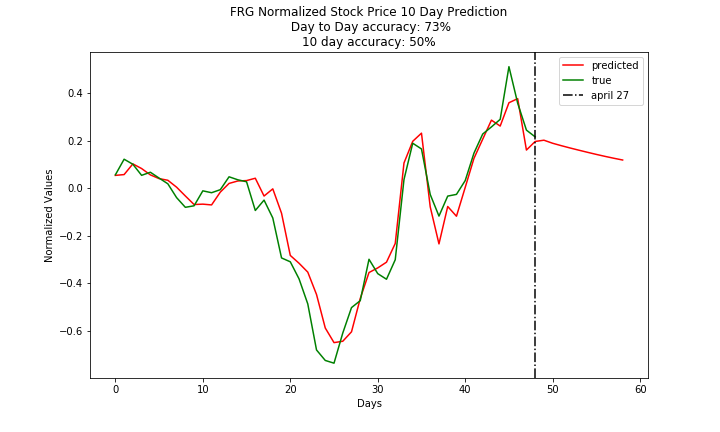 FRG Normalized Stock Price 10 Day Prediction
Day to Day accuracy: 73%
10 day accuracy: 50%
predicted
true
april 27
Normalized Values
0.4
0.2
0.0
−0.2
−0.4
−0.6
0 10 20 30 40 50 60
Days